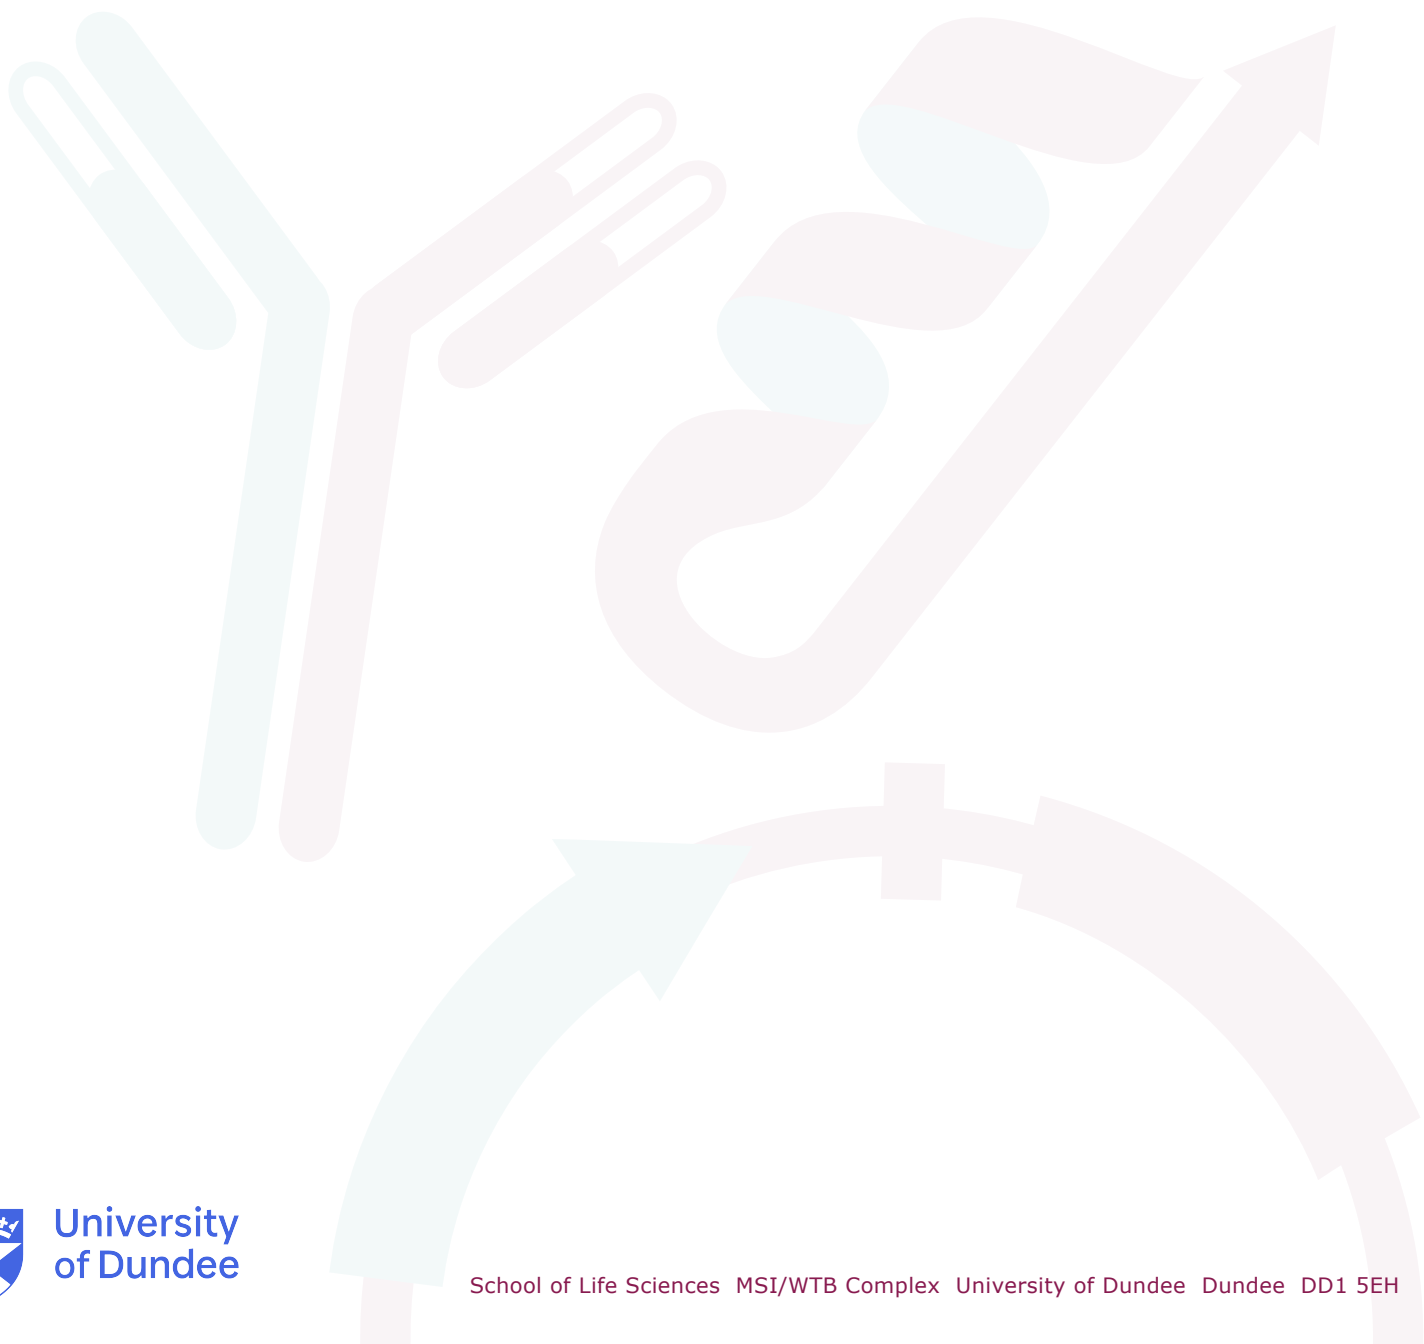 University
of Dundee
School of Life Sciences  MSI/WTB Complex  University of Dundee  Dundee  DD1 5EH